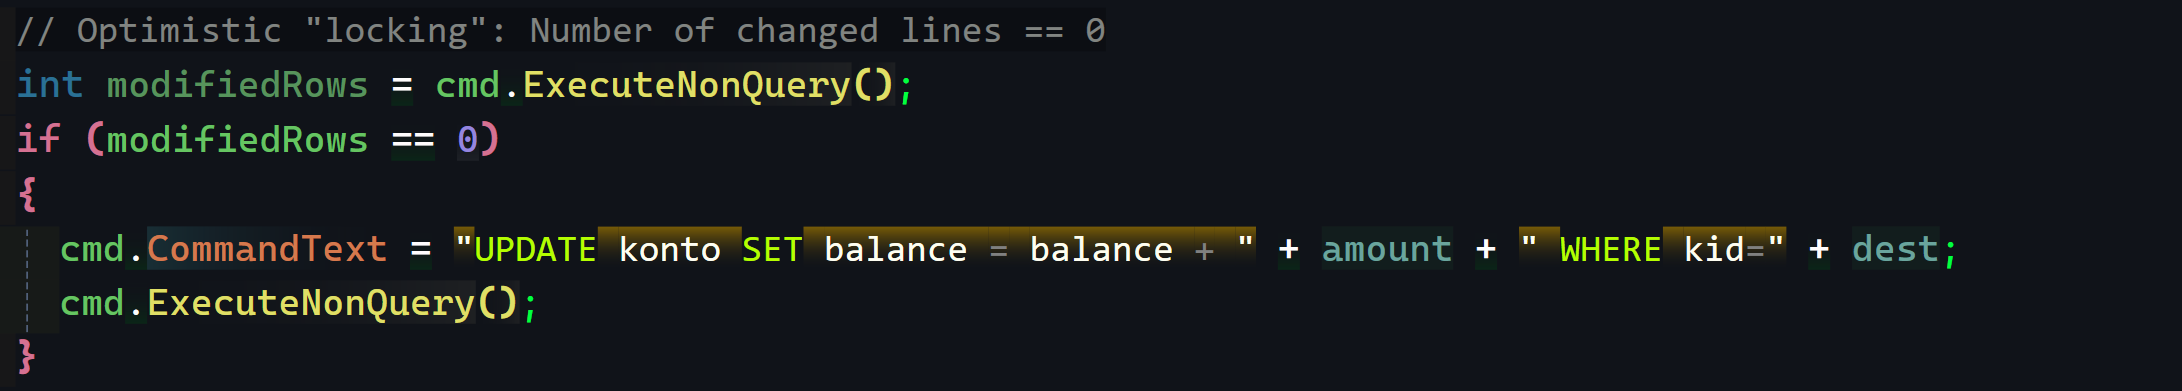 // Optimistic "locking": Number of changed lines == 0
int modifiedRows = cmd.ExecuteNonQuery();
if (modifiedRows == 0)
{
  cmd.CommandText = "UPDATE konto SET balance = balance + " + amount + " WHERE kid=" + dest;
  cmd.ExecuteNonQuery();
}